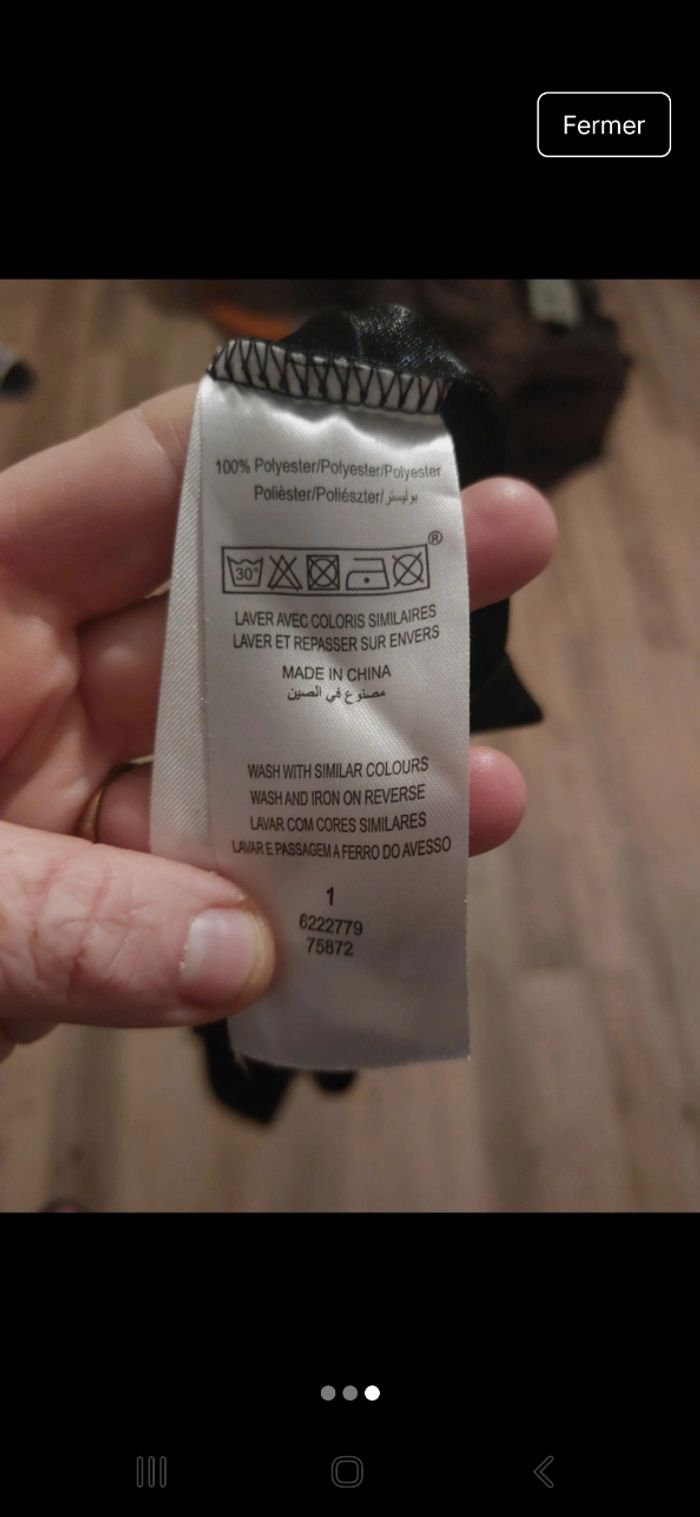 Fermer
100% Polyester/Polyester/Polyester
Polièster/Poliészter/بوليستر
®
30°
LAVER AVEC COLORIS SIMILAIRES
LAVER ET REPASSER SUR ENVERS
MADE IN CHINA
مصنوع في الصين
WASH WITH SIMILAR COLOURS
WASH AND IRON ON REVERSE
LAVAR COM CORES SIMILARES
LAVAR E PASSAGEM A FERRO DO AVESSO
1
6222779
75872